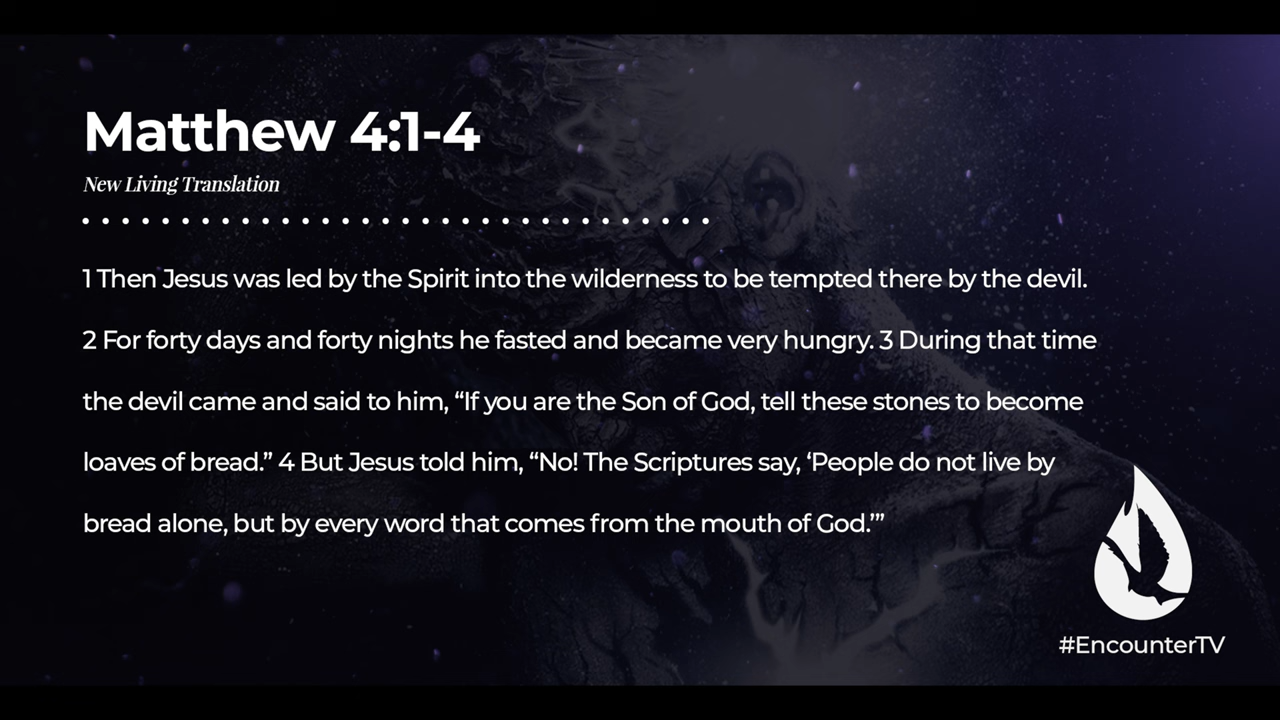 Matthew 4:1-4
New Living Translation
1 Then Jesus was led by the Spirit into the wilderness to be tempted there by the devil.
2 For forty days and forty nights he fasted and became very hungry. 3 During that time
the devil came and said to him, “If you are the Son of God, tell these stones to become
loaves of bread.” 4 But Jesus told him, “No! The Scriptures say, ‘People do not live by
bread alone, but by every word that comes from the mouth of God.’”
#EncounterTV